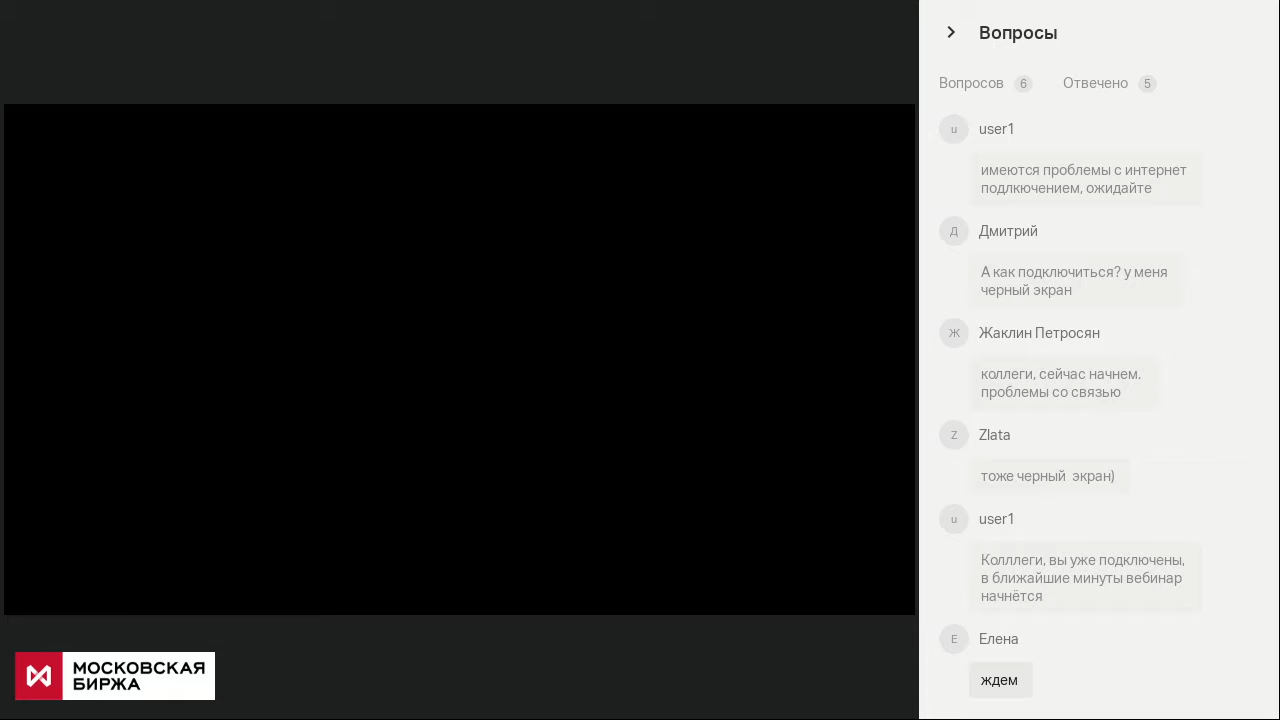 Вопросы
Вопросов 6 Отвечено 5
u user1
имеются проблемы с интернет
подлкючением, ожидайте
Д Дмитрий
А как подключиться? у меня
черный экран
Ж Жаклин Петросян
коллеги, сейчас начнем.
проблемы со связью
Z Zlata
тоже черный экран)
u user1
Колллеги, вы уже подключены,
в ближайшие минуты вебинар
начнётся
Е Елена
ждем
МОСКОВСКАЯ
БИРЖА